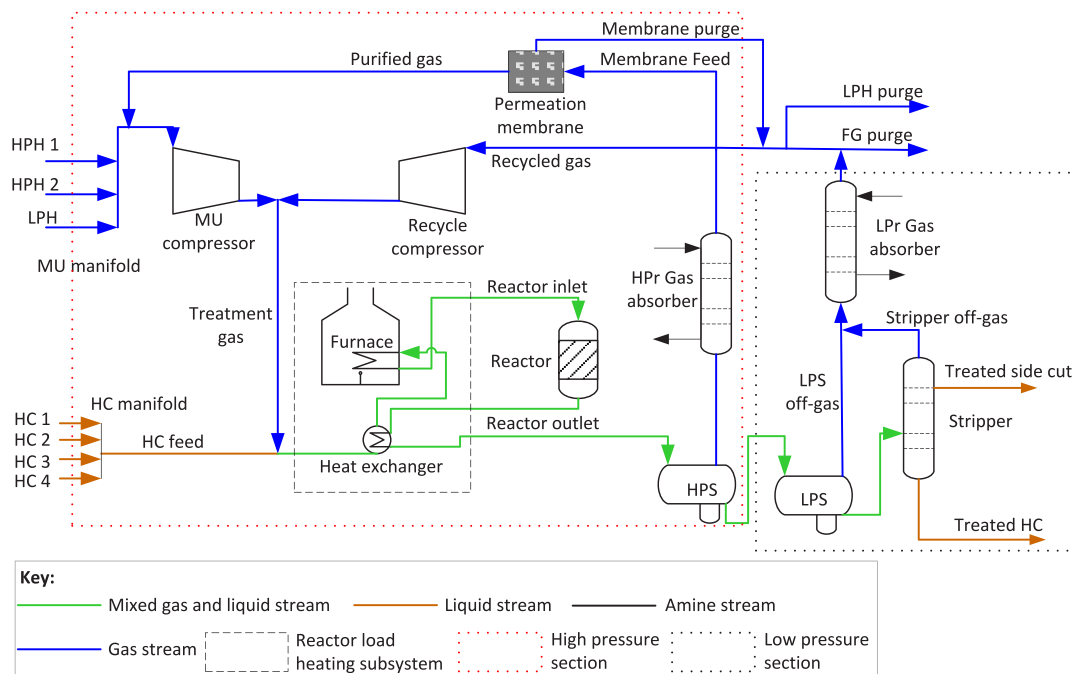 Membrane purge
Purified gas
Membrane Feed
Permeation
membrane
LPH purge
FG purge
HPH 1
HPH 2
LPH
MU manifold
MU
compressor
Recycled gas
Recycle
compressor
LPr Gas
absorber
HPr Gas
absorber
Treatment
gas
Reactor inlet
Furnace
Reactor
Stripper off-gas
LPS
off-gas
Treated side cut
Stripper
HC manifold
HC 1
HC 2
HC 3
HC 4
HC feed
Reactor outlet
Heat exchanger
HPS
LPS
Treated HC
Key:
Mixed gas and liquid stream
Liquid stream
Amine stream
Gas stream
Reactor load
heating subsystem
High pressure
section
Low pressure
section